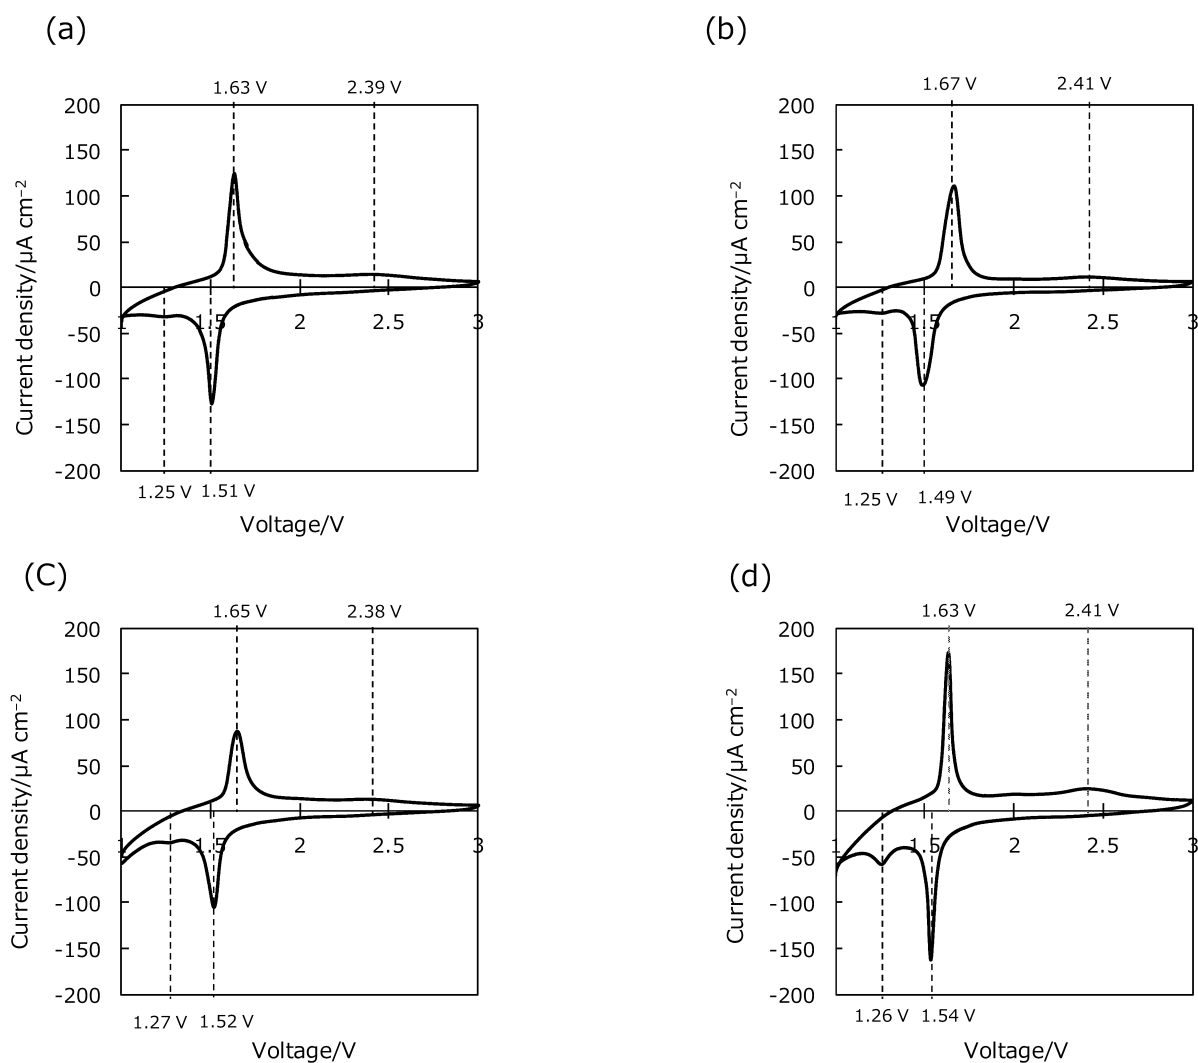 (a)
1.63 V
2.39 V
200
150
100
50
0
-50
-100
-150
-200
1
1.5
2
2.5
3
Current density/µA cm⁻²
1.25 V
1.51 V
Voltage/V
(b)
1.67 V
2.41 V
200
150
100
50
0
-50
-100
-150
-200
1
1.5
2
2.5
3
Current density/µA cm⁻²
1.25 V
1.49 V
Voltage/V
(C)
1.65 V
2.38 V
200
150
100
50
0
-50
-100
-150
-200
1
1.5
2
2.5
3
Current density/µA cm⁻²
1.27 V
1.52 V
Voltage/V
(d)
1.63 V
2.41 V
200
150
100
50
0
-50
-100
-150
-200
1
1.5
2
2.5
3
Current density/µA cm⁻²
1.26 V
1.54 V
Voltage/V